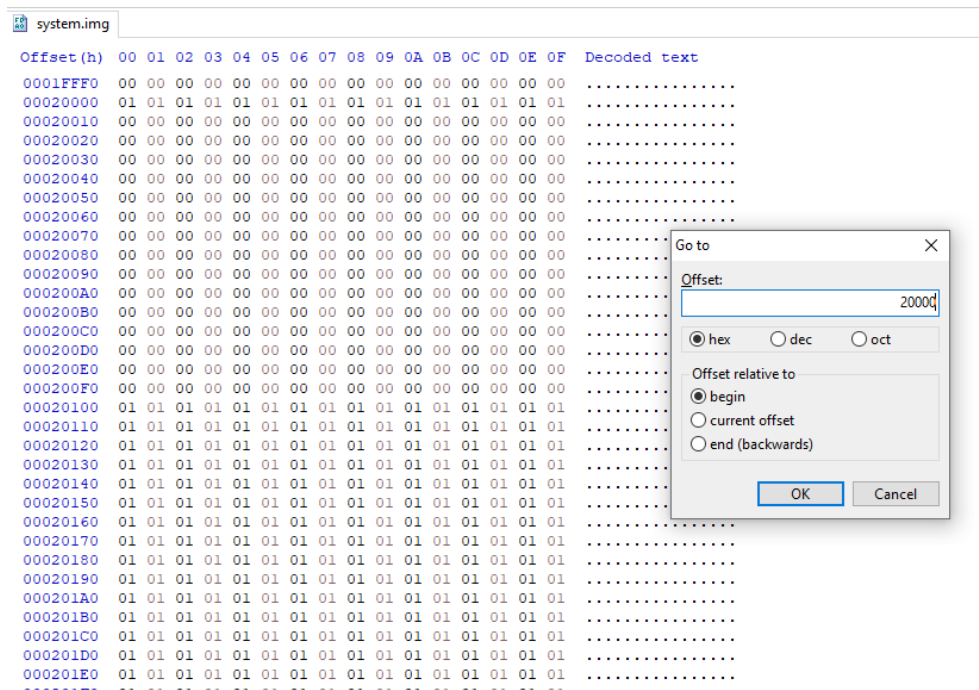 system.img
Offset(h) 00 01 02 03 04 05 06 07 08 09 0A 0B 0C 0D 0E 0F Decoded text
0001FFF0 00 00 00 00 00 00 00 00 00 00 00 00 00 00 00 00 ................
00020000 01 01 01 01 01 01 01 01 01 01 01 01 01 01 01 01 ................
00020010 00 00 00 00 00 00 00 00 00 00 00 00 00 00 00 00 ................
00020020 00 00 00 00 00 00 00 00 00 00 00 00 00 00 00 00 ................
00020030 00 00 00 00 00 00 00 00 00 00 00 00 00 00 00 00 ................
00020040 00 00 00 00 00 00 00 00 00 00 00 00 00 00 00 00 ................
00020050 00 00 00 00 00 00 00 00 00 00 00 00 00 00 00 00 ................
00020060 00 00 00 00 00 00 00 00 00 00 00 00 00 00 00 00 ................
00020070 00 00 00 00 00 00 00 00 00 00 00 00 00 00 00 00 .........
00020080 00 00 00 00 00 00 00 00 00 00 00 00 00 00 00 00 .........
00020090 00 00 00 00 00 00 00 00 00 00 00 00 00 00 00 00 .........
000200A0 00 00 00 00 00 00 00 00 00 00 00 00 00 00 00 00 .........
000200B0 00 00 00 00 00 00 00 00 00 00 00 00 00 00 00 00 .........
000200C0 00 00 00 00 00 00 00 00 00 00 00 00 00 00 00 00 .........
000200D0 00 00 00 00 00 00 00 00 00 00 00 00 00 00 00 00 .........
000200E0 00 00 00 00 00 00 00 00 00 00 00 00 00 00 00 00 .........
000200F0 00 00 00 00 00 00 00 00 00 00 00 00 00 00 00 00 .........
00020100 01 01 01 01 01 01 01 01 01 01 01 01 01 01 01 01 .........
00020110 01 01 01 01 01 01 01 01 01 01 01 01 01 01 01 01 .........
00020120 01 01 01 01 01 01 01 01 01 01 01 01 01 01 01 01 .........
00020130 01 01 01 01 01 01 01 01 01 01 01 01 01 01 01 01 .........
00020140 01 01 01 01 01 01 01 01 01 01 01 01 01 01 01 01 .........
00020150 01 01 01 01 01 01 01 01 01 01 01 01 01 01 01 01 .........
00020160 01 01 01 01 01 01 01 01 01 01 01 01 01 01 01 01 ................
00020170 01 01 01 01 01 01 01 01 01 01 01 01 01 01 01 01 ................
00020180 01 01 01 01 01 01 01 01 01 01 01 01 01 01 01 01 ................
00020190 01 01 01 01 01 01 01 01 01 01 01 01 01 01 01 01 ................
000201A0 01 01 01 01 01 01 01 01 01 01 01 01 01 01 01 01 ................
000201B0 01 01 01 01 01 01 01 01 01 01 01 01 01 01 01 01 ................
000201C0 01 01 01 01 01 01 01 01 01 01 01 01 01 01 01 01 ................
000201D0 01 01 01 01 01 01 01 01 01 01 01 01 01 01 01 01 ................
000201E0 01 01 01 01 01 01 01 01 01 01 01 01 01 01 01 01 ................
Go to
Offset:
20000
hex dec oct
Offset relative to
begin
current offset
end (backwards)
OK Cancel